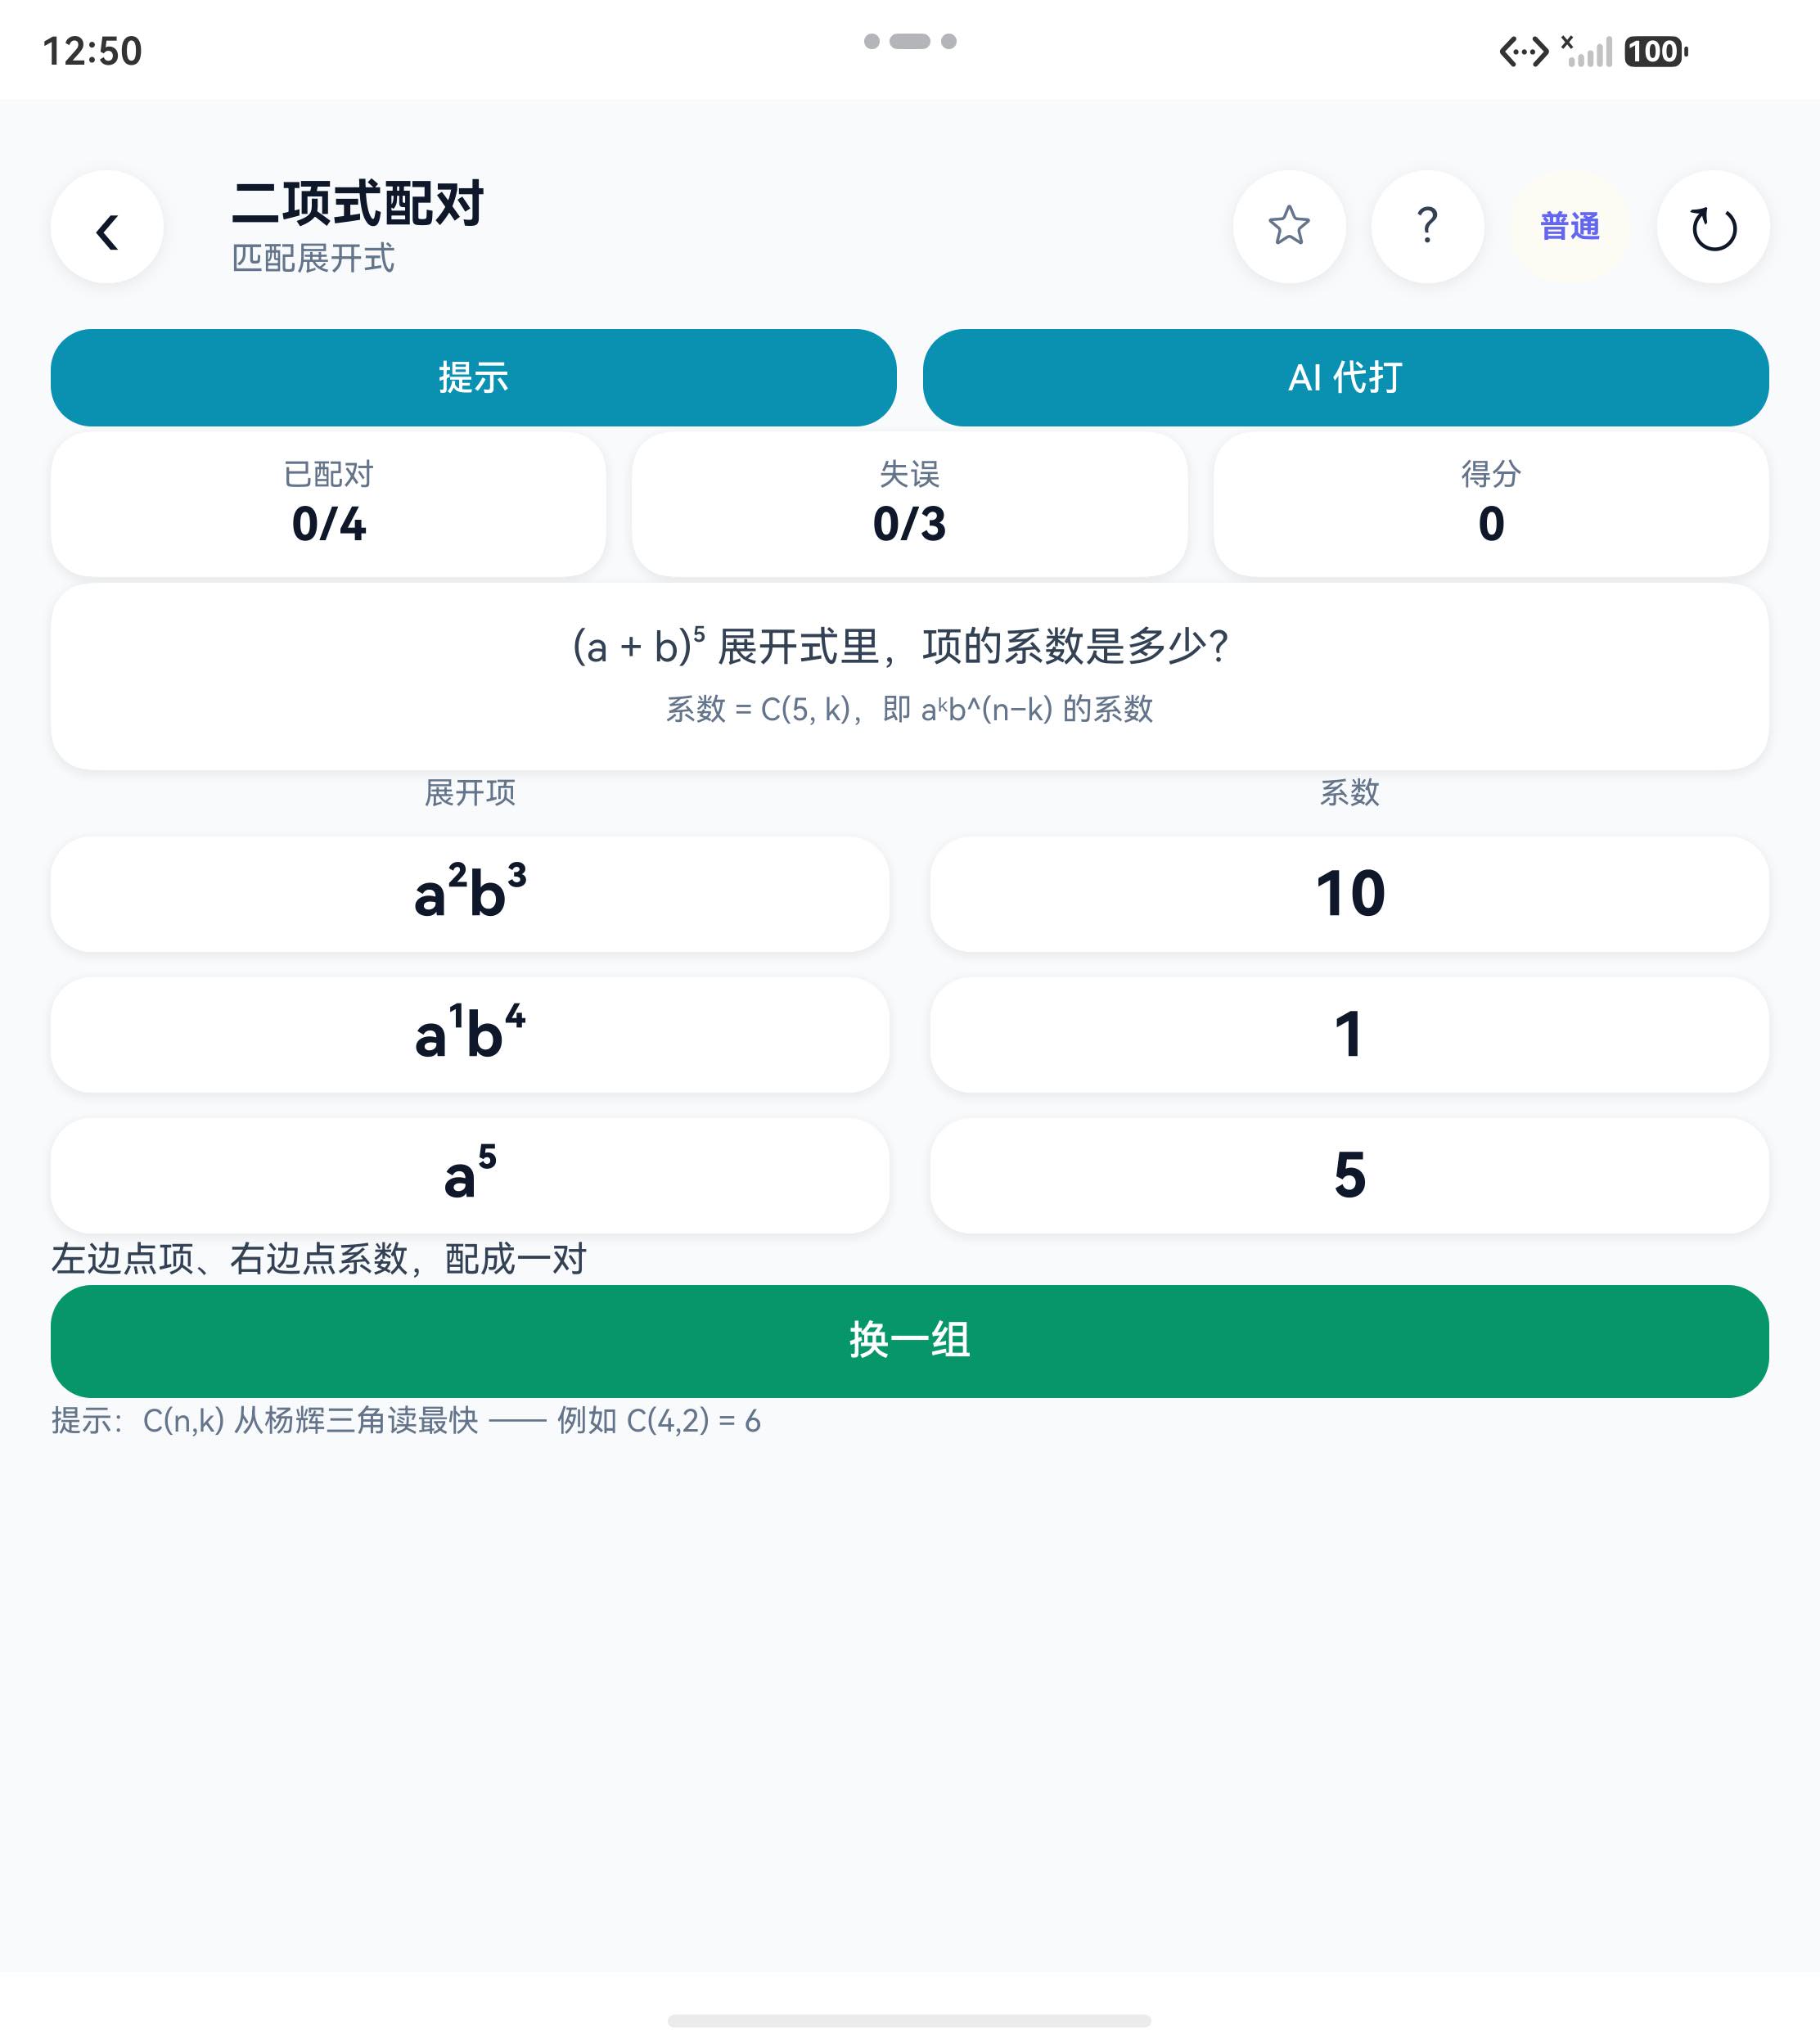 12:50
100
二项式配对
匹配展开式
?
普通
提示
AI 代打
已配对
0/4
失误
0/3
得分
0
(a + b)⁵ 展开式里，项的系数是多少?
系数 = C(5, k)，即 aᵏb^(n−k) 的系数
展开项
系数
a²b³
10
a¹b⁴
1
a⁵
5
左边点项、右边点系数，配成一对
换一组
提示：C(n,k) 从杨辉三角读最快 —— 例如 C(4,2) = 6